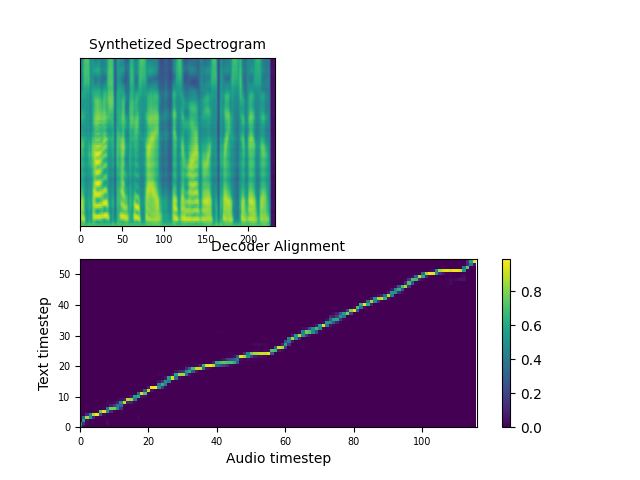 Synthetized Spectrogram
0 50 100 150 200
Decoder Alignment
50
40
30
20
10
0
Text timestep
0 20 40 60 80 100
Audio timestep
0.8
0.6
0.4
0.2
0.0